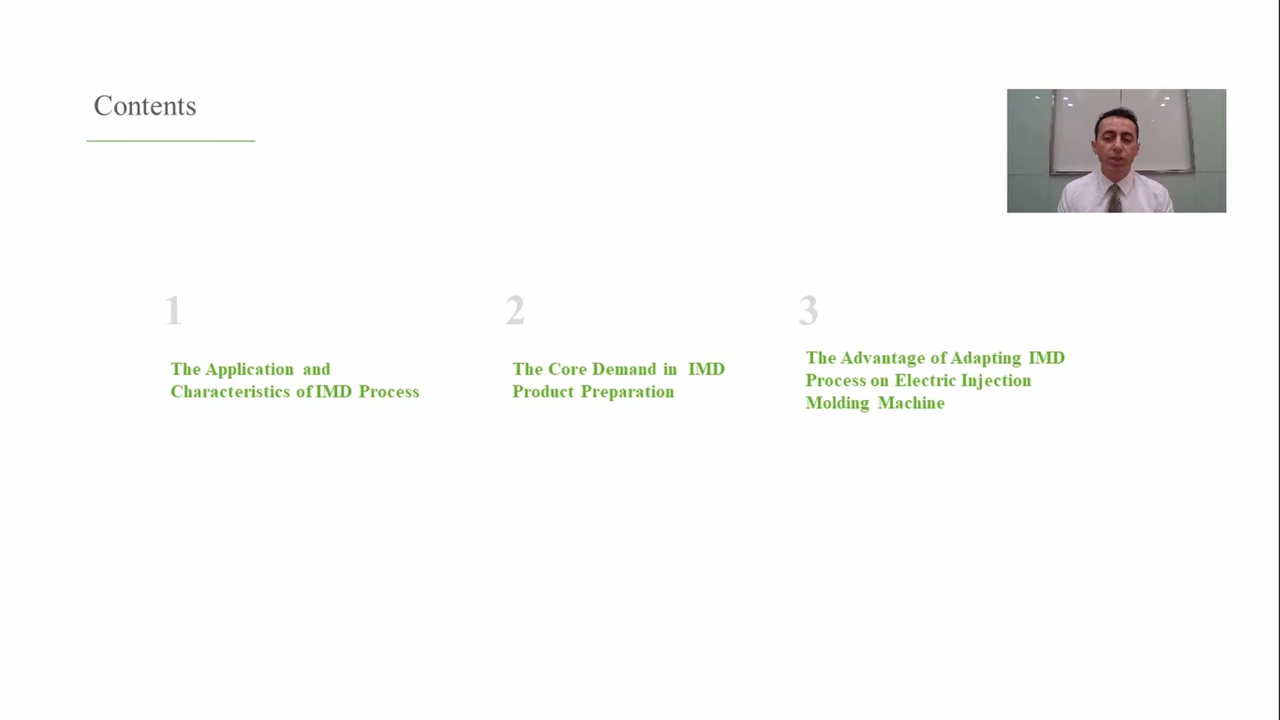 Contents
1
The Application and
Characteristics of IMD Process
2
The Core Demand in IMD
Product Preparation
3
The Advantage of Adapting IMD
Process on Electric Injection
Molding Machine